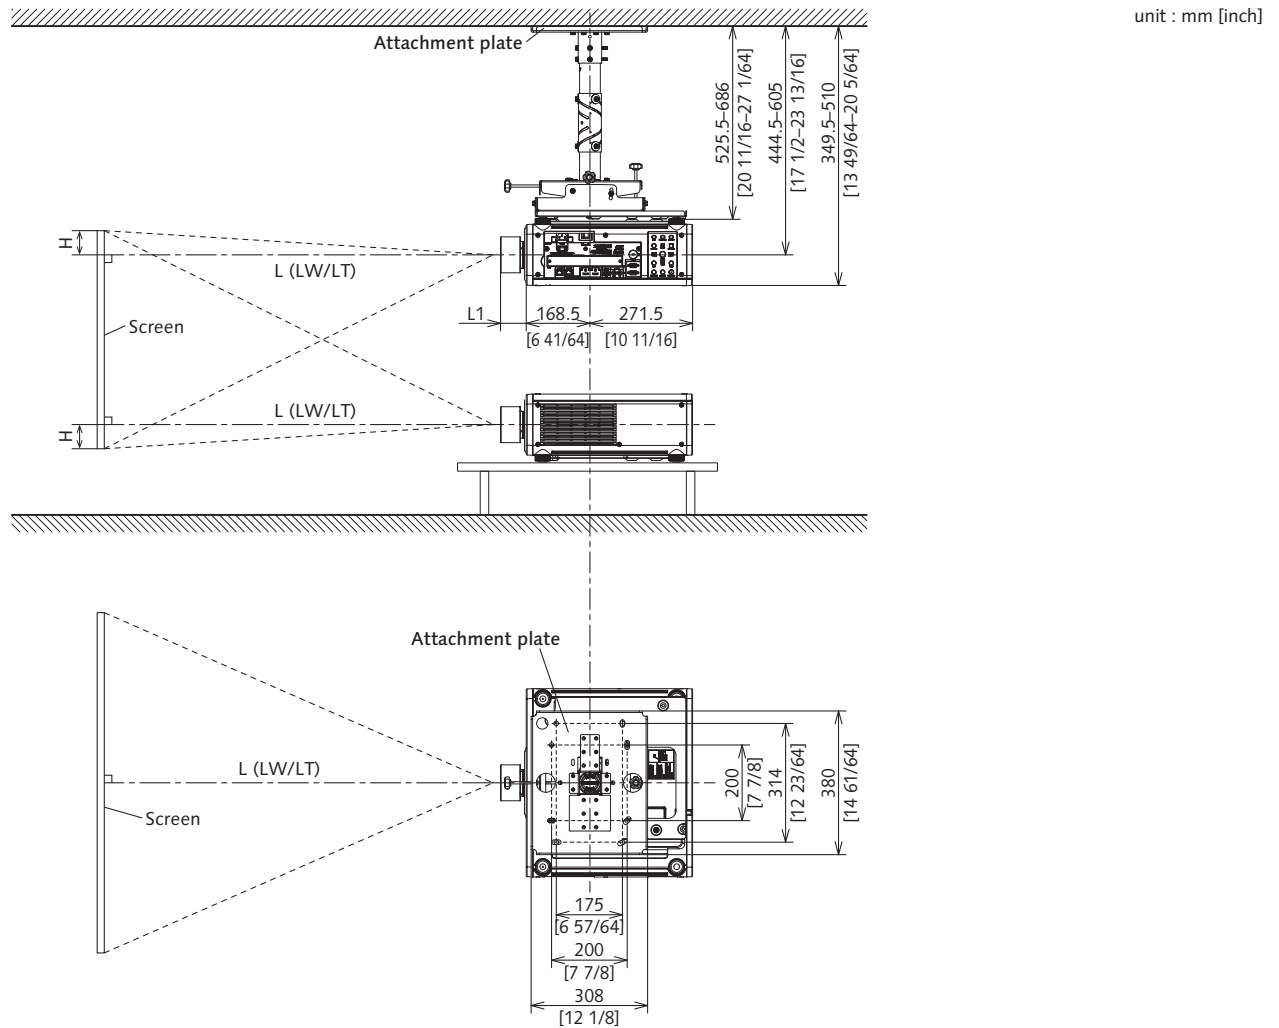 unit : mm [inch]
Attachment plate
525.5–686
[20 11/16–27 1/64]
444.5–605
[17 1/2–23 13/16]
349.5–510
[13 49/64–20 5/64]
H
L (LW/LT)
L1
168.5
271.5
[6 41/64]
[10 11/16]
Screen
L (LW/LT)
H
Attachment plate
L (LW/LT)
Screen
200
[7 7/8]
314
[12 23/64]
380
[14 61/64]
175
[6 57/64]
200
[7 7/8]
308
[12 1/8]